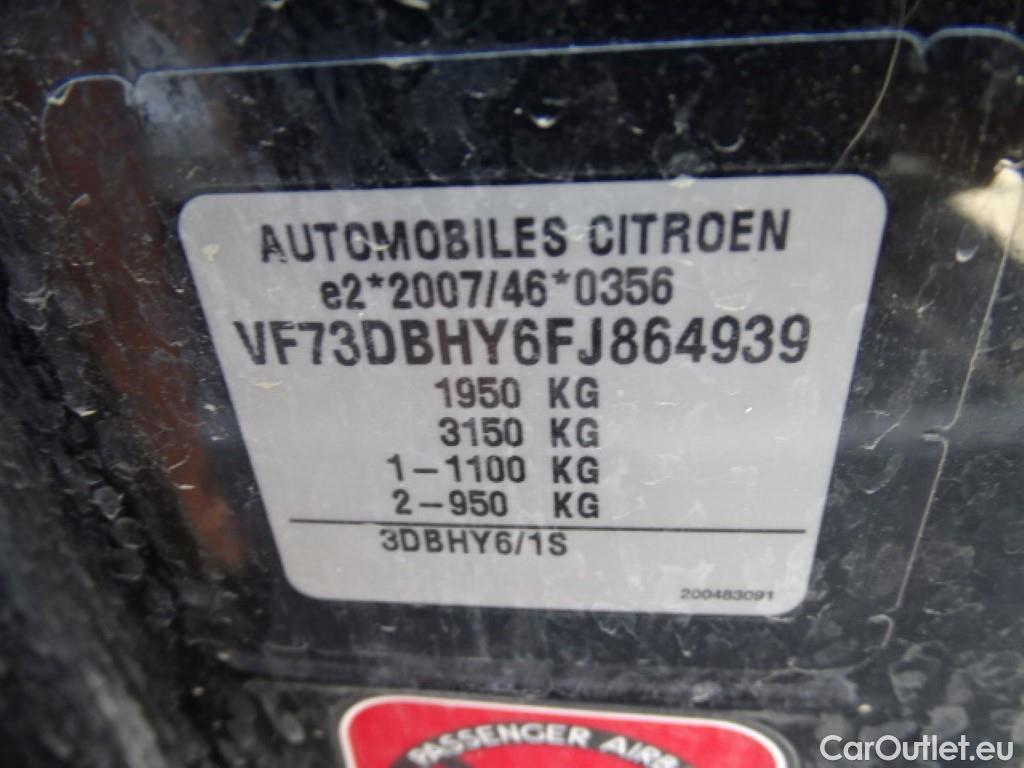 AUTOMOBILES CITROEN
e2*2007/46*0356
VF73DBHY6FJ864939
1950 KG
3150 KG
1-1100 KG
2-950 KG
3DBHY6/1S
200483091
PASSENGER
CarOutlet.eu